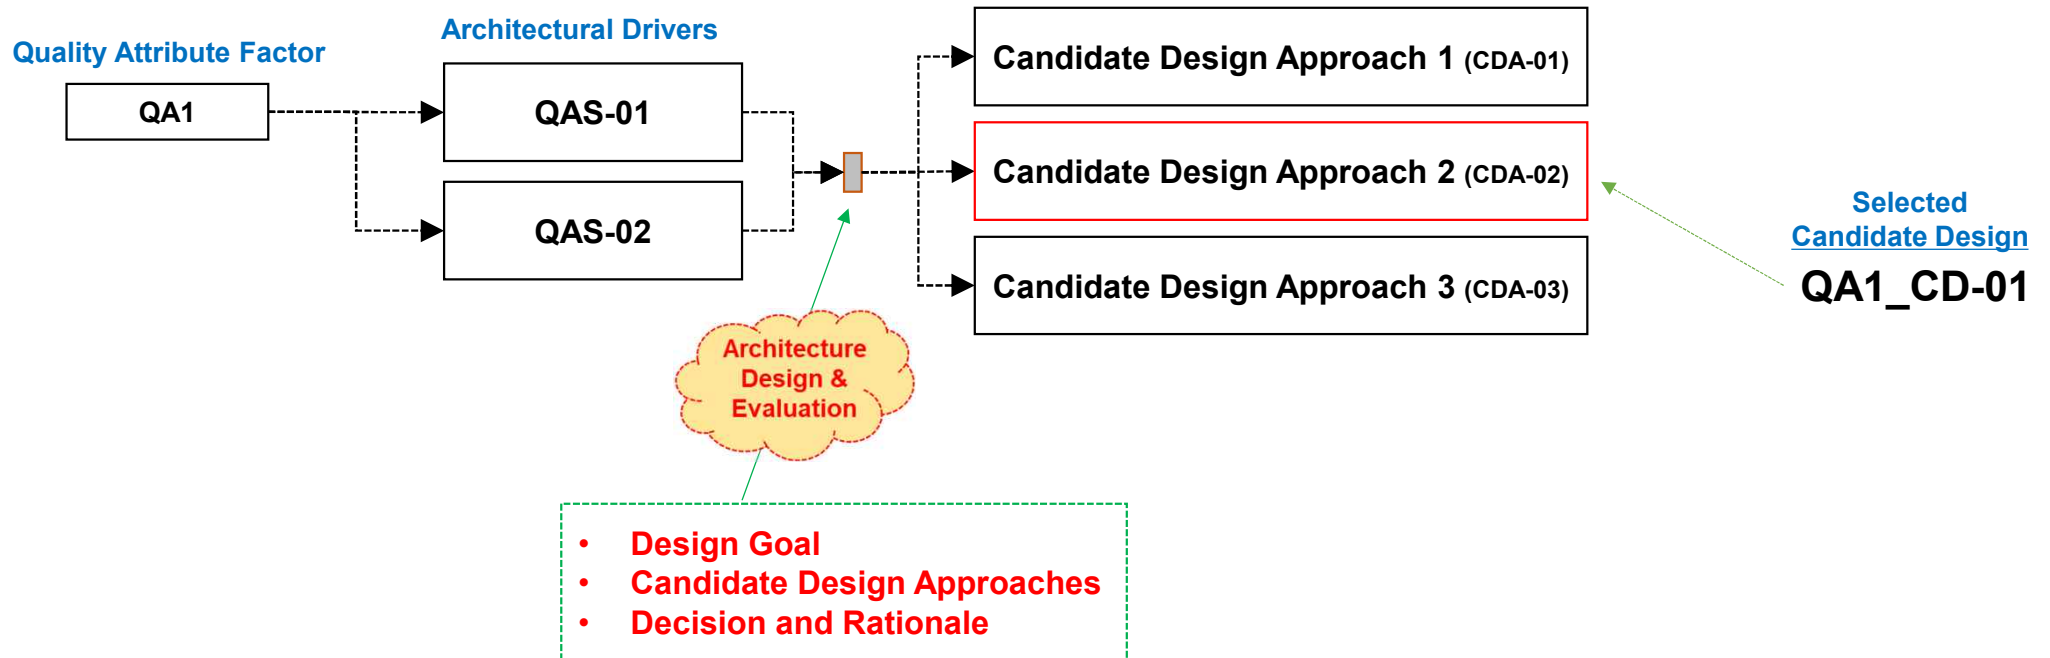 Quality Attribute Factor
QA1
Architectural Drivers
QAS-01
QAS-02
Candidate Design Approach 1 (CDA-01)
Candidate Design Approach 2 (CDA-02)
Candidate Design Approach 3 (CDA-03)
Selected
Candidate Design
QA1_CD-01
Architecture
Design &
Evaluation
• Design Goal
• Candidate Design Approaches
• Decision and Rationale